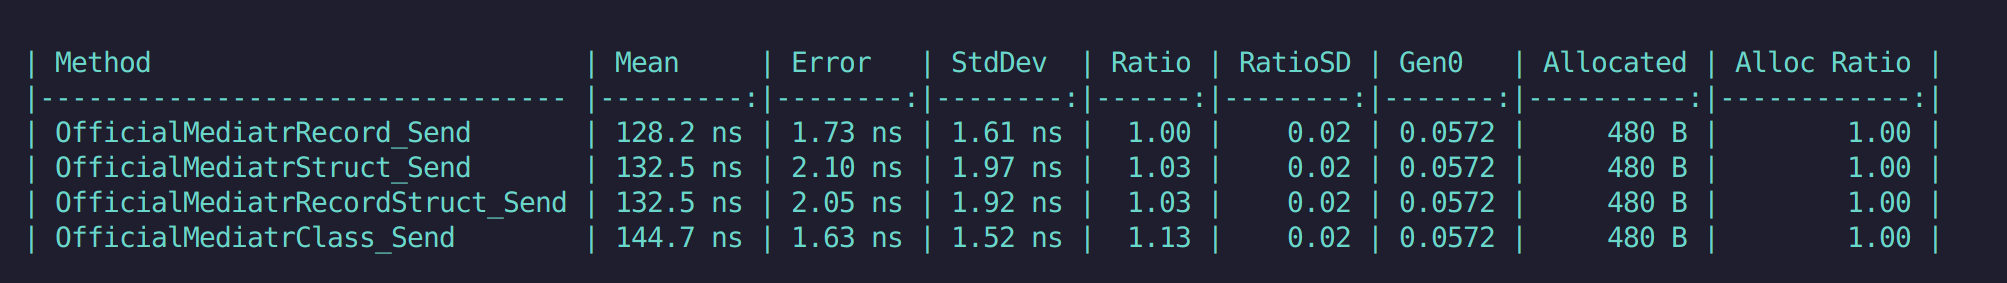 | Method                           | Mean     | Error   | StdDev  | Ratio | RatioSD | Gen0   | Allocated | Alloc Ratio |
|--------------------------------- |---------:|--------:|--------:|------:|--------:|-------:|----------:|------------:|
| OfficialMediatrRecord_Send       | 128.2 ns | 1.73 ns | 1.61 ns |  1.00 |    0.02 | 0.0572 |     480 B |        1.00 |
| OfficialMediatrStruct_Send       | 132.5 ns | 2.10 ns | 1.97 ns |  1.03 |    0.02 | 0.0572 |     480 B |        1.00 |
| OfficialMediatrRecordStruct_Send | 132.5 ns | 2.05 ns | 1.92 ns |  1.03 |    0.02 | 0.0572 |     480 B |        1.00 |
| OfficialMediatrClass_Send        | 144.7 ns | 1.63 ns | 1.52 ns |  1.13 |    0.02 | 0.0572 |     480 B |        1.00 |